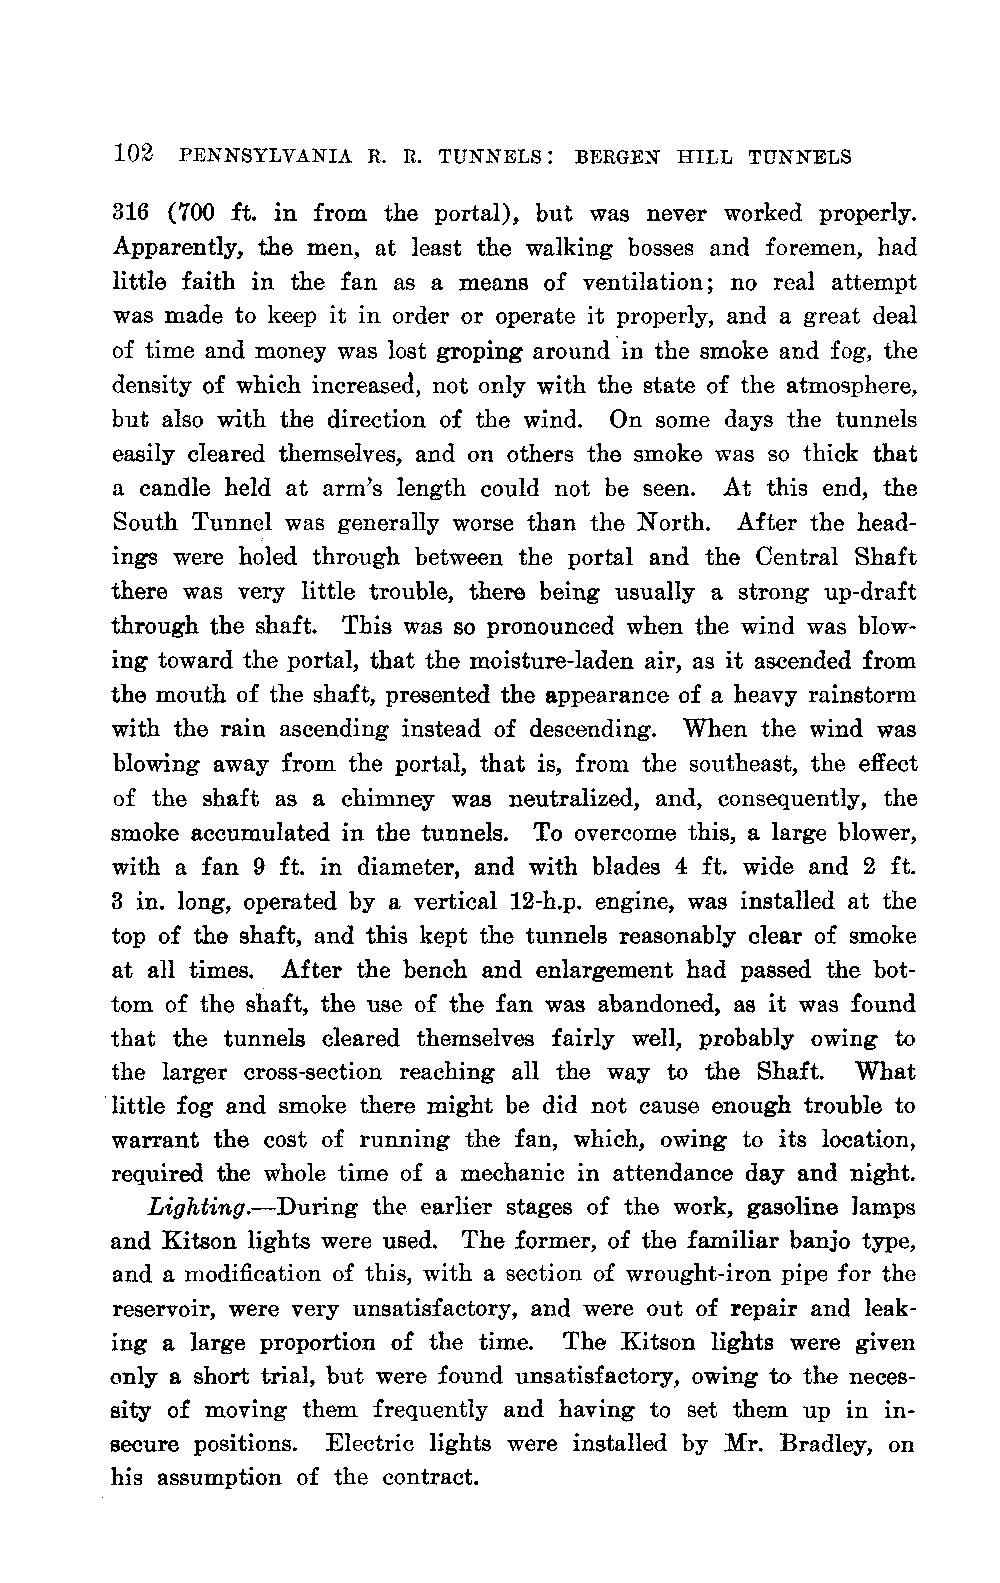 102 PENNSYLVANIA R. R. TUNNELS: BERGEN HILL TUNNELS
316 (700 ft. in from the portal), but was never worked properly.
Apparently, the men, at least the walking bosses and foremen, had
little faith in the fan as a means of ventilation; no real attempt
was made to keep it in order or operate it properly, and a great deal
of time and money was lost groping around in the smoke and fog, the
density of which increased, not only with the state of the atmosphere,
but also with the direction of the wind. On some days the tunnels
easily cleared themselves, and on others the smoke was so thick that
a candle held at arm's length could not be seen. At this end, the
South Tunnel was generally worse than the North. After the head-
ings were holed through between the portal and the Central Shaft
there was very little trouble, there being usually a strong up-draft
through the shaft. This was so pronounced when the wind was blow-
ing toward the portal, that the moisture-laden air, as it ascended from
the mouth of the shaft, presented the appearance of a heavy rainstorm
with the rain ascending instead of descending. When the wind was
blowing away from the portal, that is, from the southeast, the effect
of the shaft as a chimney was neutralized, and, consequently, the
smoke accumulated in the tunnels. To overcome this, a large blower,
with a fan 9 ft. in diameter, and with blades 4 ft. wide and 2 ft.
3 in. long, operated by a vertical 12-h.p. engine, was installed at the
top of the shaft, and this kept the tunnels reasonably clear of smoke
at all times. After the bench and enlargement had passed the bot-
tom of the shaft, the use of the fan was abandoned, as it was found
that the tunnels cleared themselves fairly well, probably owing to
the larger cross-section reaching all the way to the Shaft. What
little fog and smoke there might be did not cause enough trouble to
warrant the cost of running the fan, which, owing to its location,
required the whole time of a mechanic in attendance day and night.
Lighting.—During the earlier stages of the work, gasoline lamps
and Kitson lights were used. The former, of the familiar banjo type,
and a modification of this, with a section of wrought-iron pipe for the
reservoir, were very unsatisfactory, and were out of repair and leak-
ing a large proportion of the time. The Kitson lights were given
only a short trial, but were found unsatisfactory, owing to the neces-
sity of moving them frequently and having to set them up in in-
secure positions. Electric lights were installed by Mr. Bradley, on
his assumption of the contract.